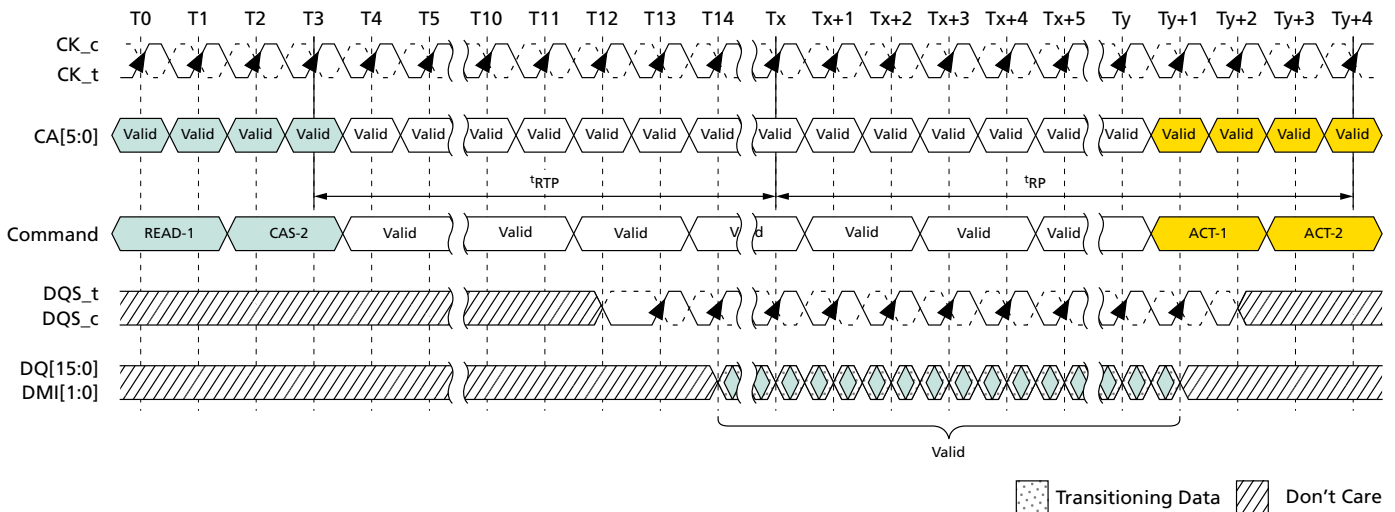 T0 T1 T2 T3 T4 T5 T10 T11 T12 T13 T14 Tx Tx+1 Tx+2 Tx+3 Tx+4 Tx+5 Ty Ty+1 Ty+2 Ty+3 Ty+4
CK_c
CK_t
CA[5:0] Valid Valid Valid Valid Valid Valid Valid Valid Valid Valid Valid Valid Valid Valid Valid Valid Valid Valid Valid Valid Valid Valid
tRTP tRP
Command READ-1 CAS-2 Valid Valid Valid Valid Valid Valid Valid ACT-1 ACT-2
DQS_t
DQS_c
DQ[15:0]
DMI[1:0]
Valid
Transitioning Data Don't Care